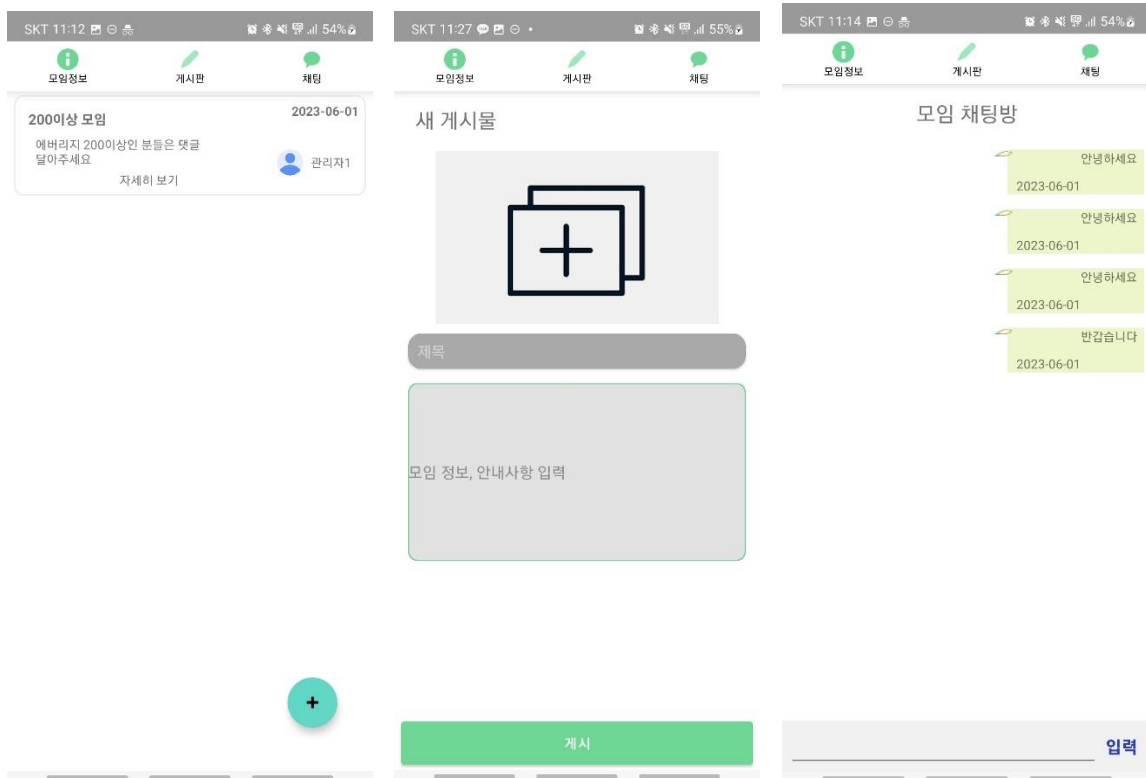 SKT 11:12
54%
모임정보
게시판
채팅
200이상 모임
2023-06-01
에버리지 200이상인 분들은 댓글
달아주세요
관리자1
자세히 보기
+
SKT 11:27
55%
모임정보
게시판
채팅
새 게시물
제목
모임 정보, 안내사항 입력
게시
SKT 11:14
54%
모임정보
게시판
채팅
모임 채팅방
안녕하세요
2023-06-01
안녕하세요
2023-06-01
안녕하세요
2023-06-01
반갑습니다
2023-06-01
입력